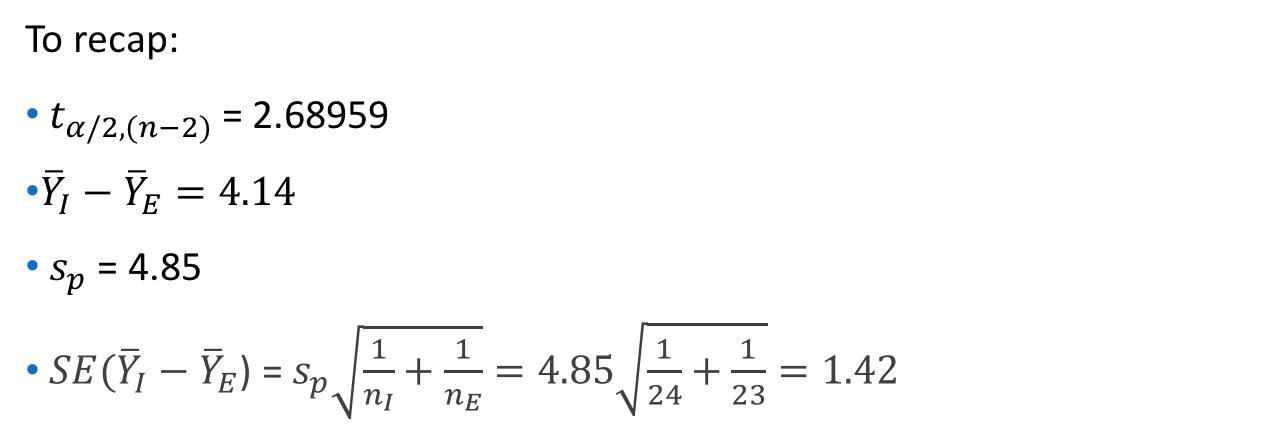 To recap:
• t_{α/2,(n−2)} = 2.68959
•Ȳ_I − Ȳ_E = 4.14
• s_p = 4.85
• SE(Ȳ_I − Ȳ_E) = s_p√(1/n_I + 1/n_E) = 4.85√(1/24 + 1/23) = 1.42